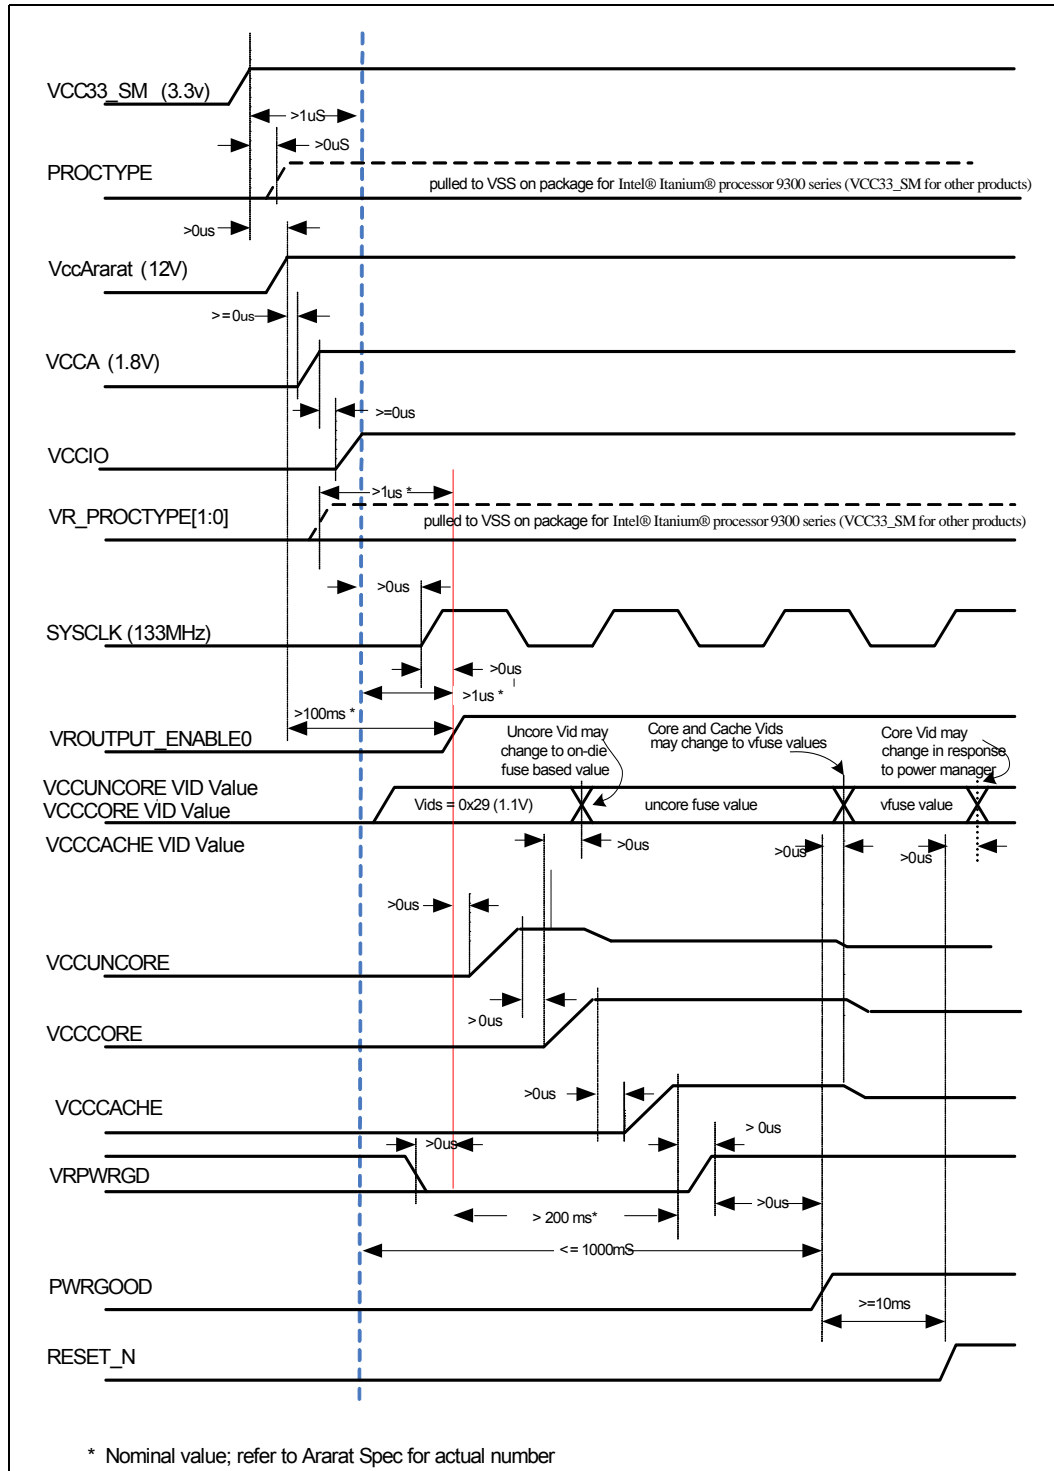 VCC33_SM (3.3v)
>1uS
>0uS
PROCTYPE
pulled to VSS on package for Intel® Itanium® processor 9300 series (VCC33_SM for other products)
>0us
VccArarat (12V)
>=0us
VCCA (1.8V)
>=0us
VCCIO
>1us *
VR_PROCTYPE[1:0]
pulled to VSS on package for Intel® Itanium® processor 9300 series (VCC33_SM for other products)
>0us
SYSCLK (133MHz)
>0us
>1us *
>100ms *
VROUTPUT_ENABLE0
Uncore Vid may
change to on-die
fuse based value
Core and Cache Vids
may change to vfuse values
Core Vid may
change in response
to power manager
VCCUNCORE VID Value
VCCCORE VID Value
VCCCACHE VID Value
Vids = 0x29 (1.1V)
uncore fuse value
vfuse value
>0us
>0us
>0us
>0us
VCCUNCORE
>0us
VCCCORE
>0us
VCCCACHE
>0us
> 0us
VRPWRGD
>0us
> 200 ms*
<= 1000mS
PWRGOOD
>=10ms
RESET_N
* Nominal value; refer to Ararat Spec for actual number